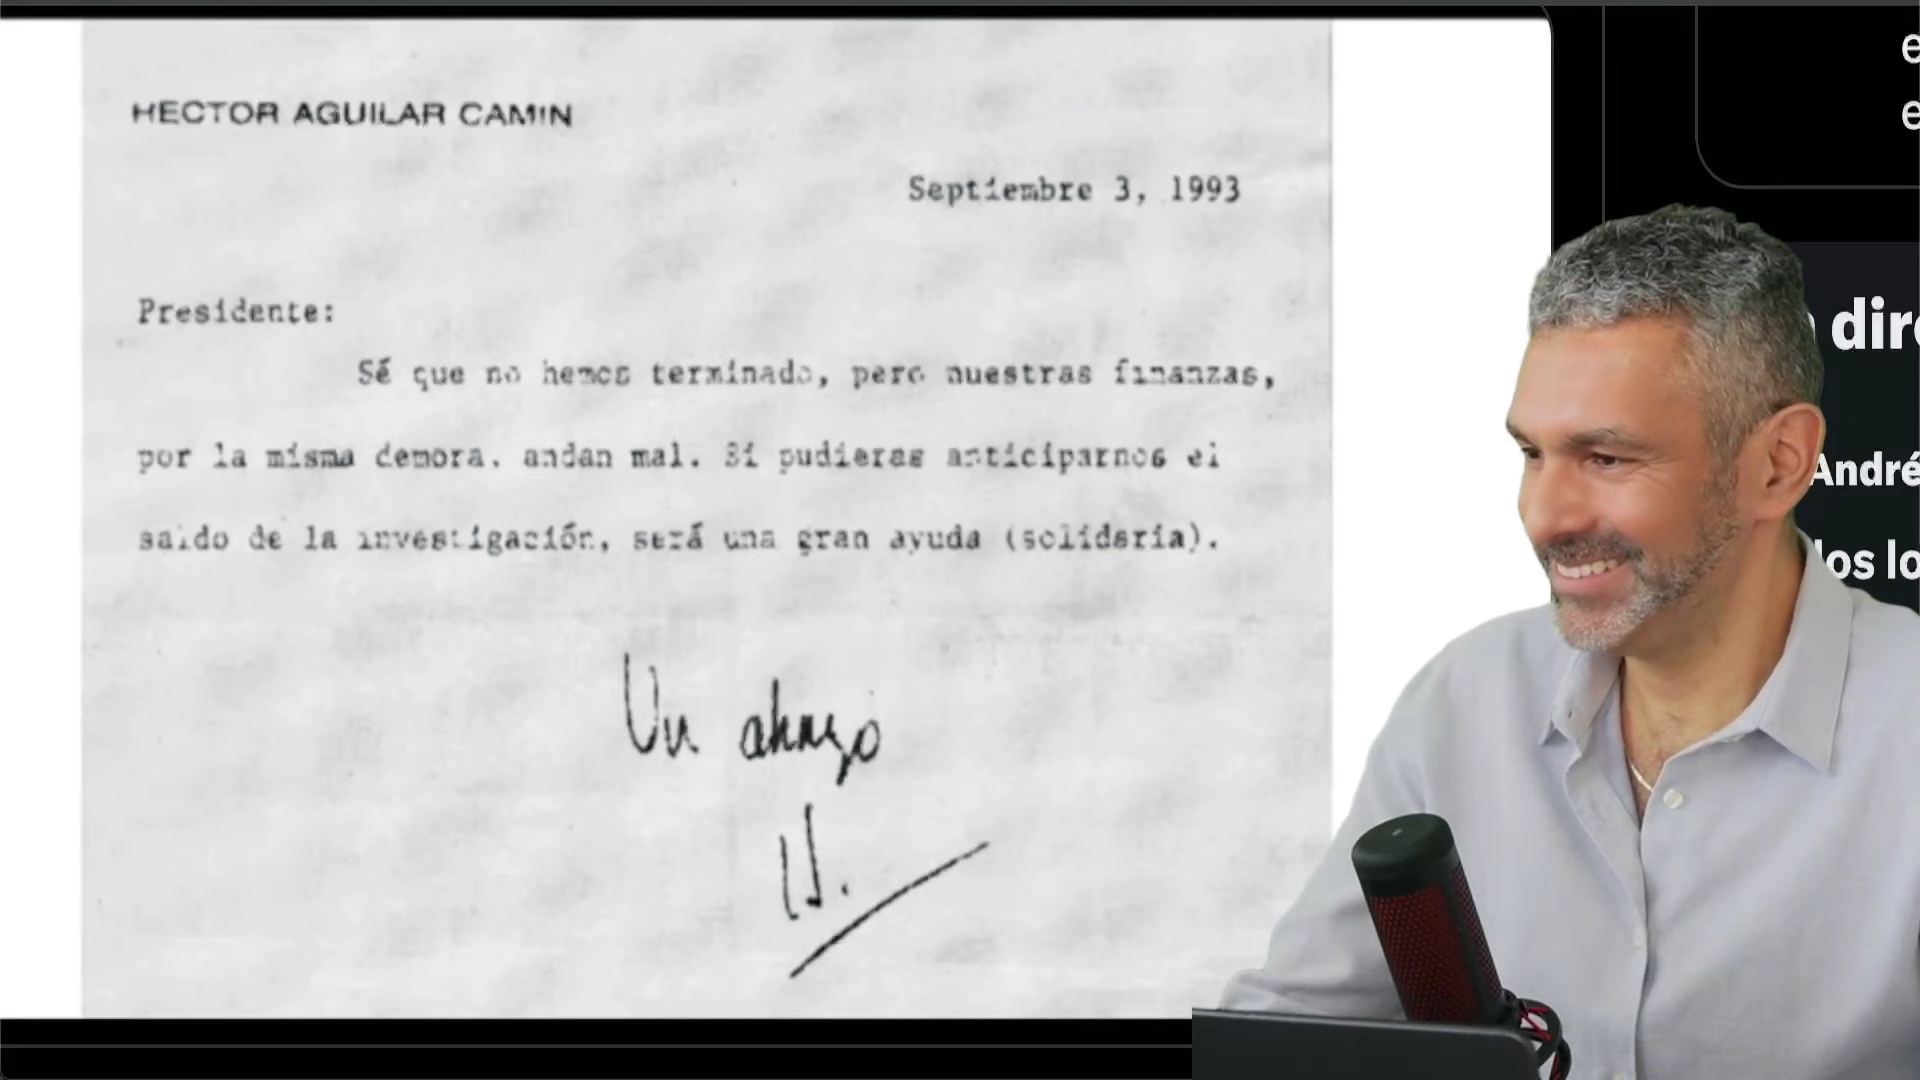 HECTOR AGUILAR CAMIN
Septiembre 3, 1993
Presidente:
Sé que no hemos terminado, pero nuestras finanzas,
por la misma demora, andan mal. Si pudieras anticiparnos el
saldo de la investigación, será una gran ayuda (solidaria).
Un abrazo
H.
e
e
dire
André
los lo